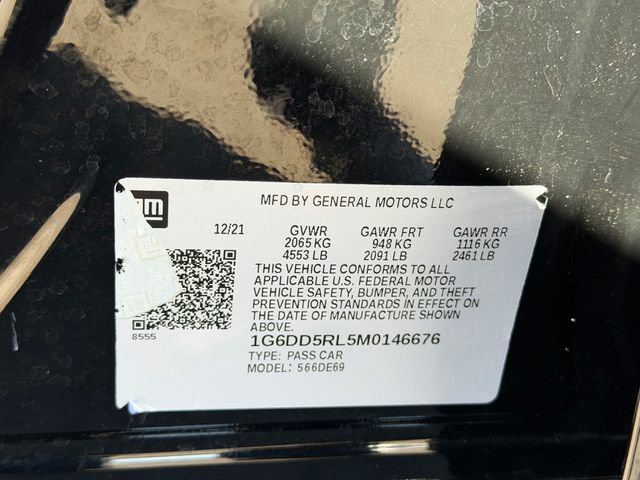 gm
MFD BY GENERAL MOTORS LLC
12/21 GVWR GAWR FRT GAWR RR
2065 KG 948 KG 1116 KG
4553 LB 2091 LB 2461 LB
THIS VEHICLE CONFORMS TO ALL
APPLICABLE U.S. FEDERAL MOTOR
VEHICLE SAFETY, BUMPER, AND THEFT
PREVENTION STANDARDS IN EFFECT ON
THE DATE OF MANUFACTURE SHOWN
ABOVE.
8555
1G6DD5RL5M0146676
TYPE: PASS CAR
MODEL: 566DE69